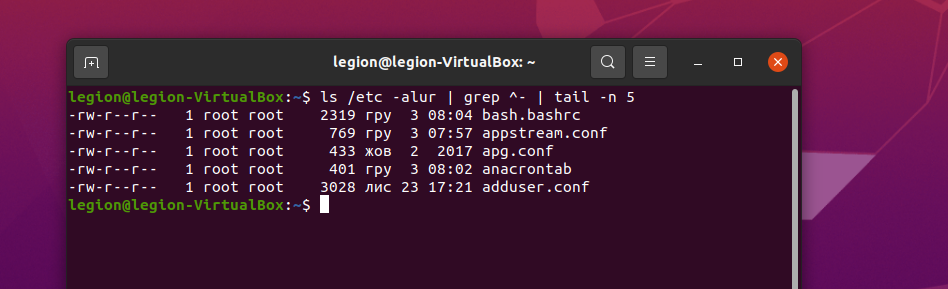 legion@legion-VirtualBox: ~
legion@legion-VirtualBox:~$ ls /etc -alur | grep ^- | tail -n 5
-rw-r--r--   1 root root    2319 гру  3 08:04 bash.bashrc
-rw-r--r--   1 root root     769 гру  3 07:57 appstream.conf
-rw-r--r--   1 root root     433 жов  2  2017 apg.conf
-rw-r--r--   1 root root     401 гру  3 08:02 anacrontab
-rw-r--r--   1 root root    3028 лис 23 17:21 adduser.conf
legion@legion-VirtualBox:~$